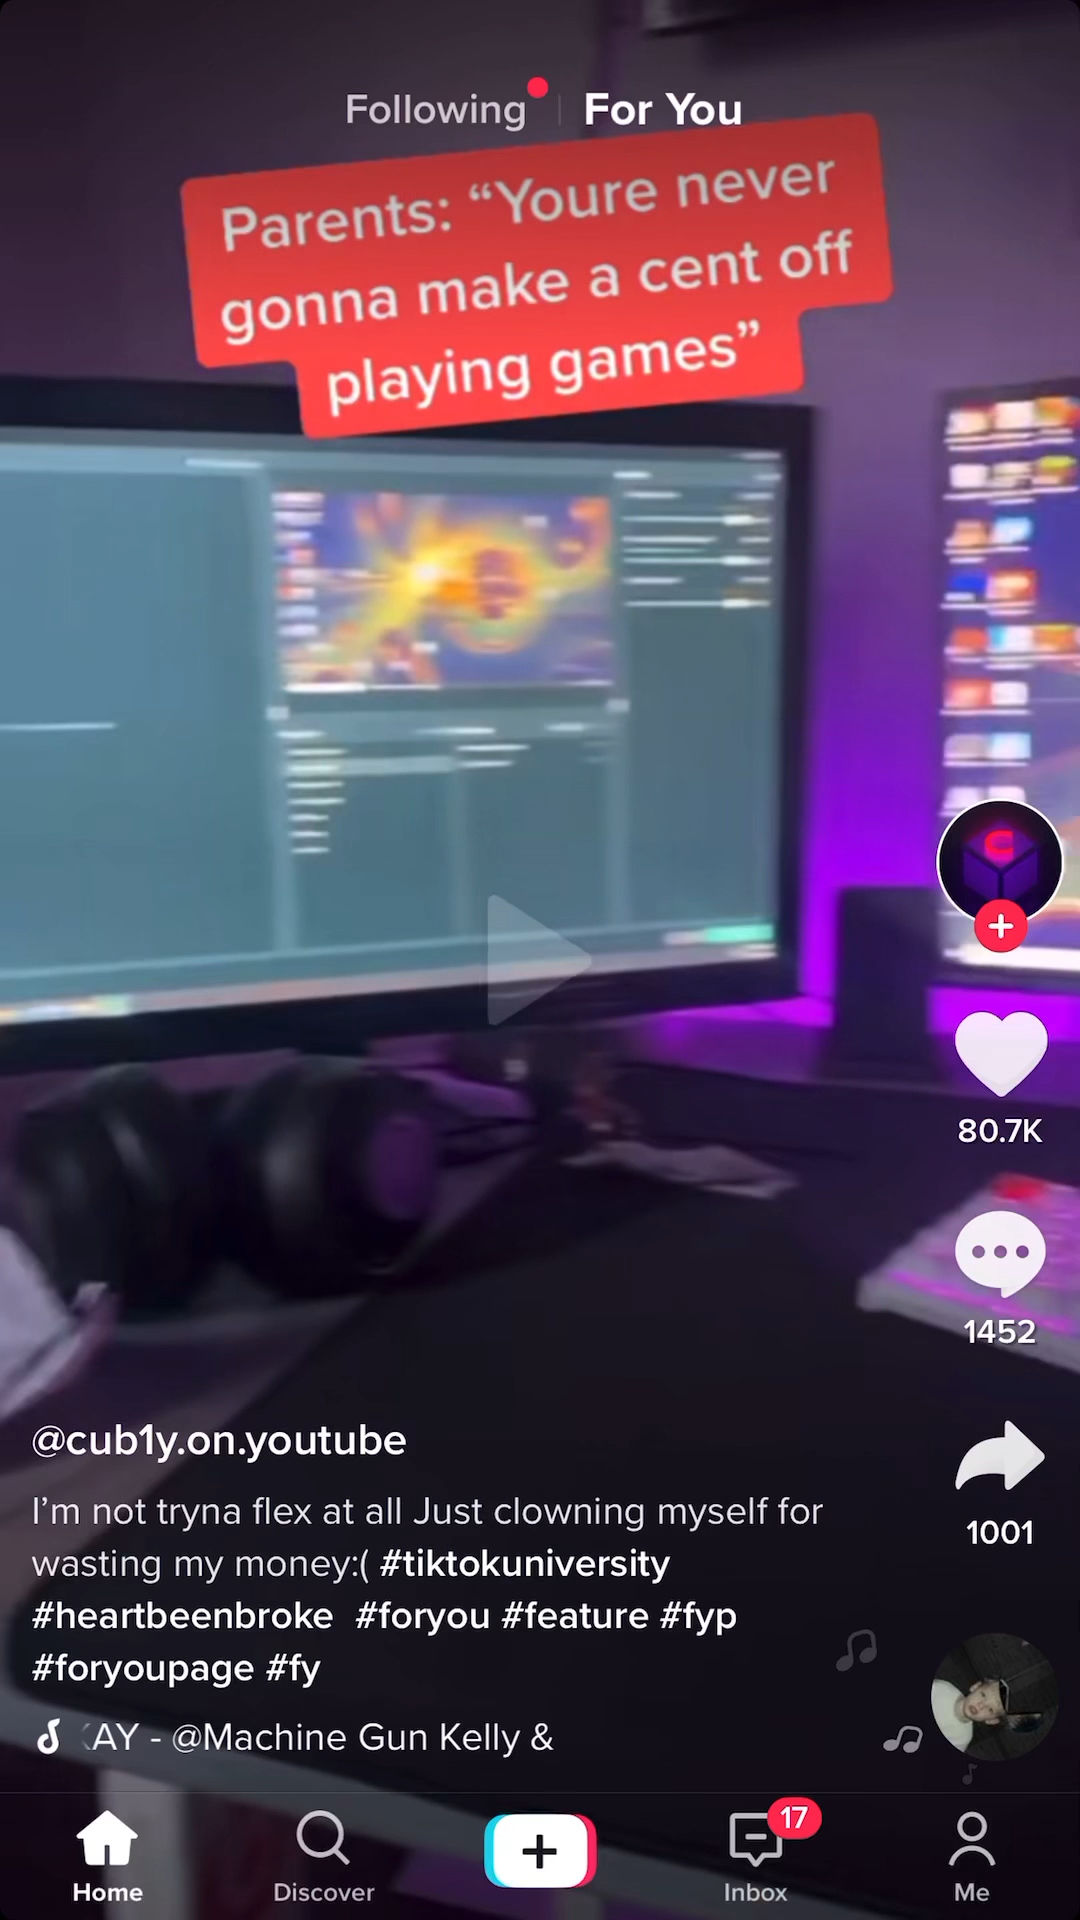 Following
For You
Parents: “Youre never
gonna make a cent off
playing games”
80.7K
1452
1001
@cub1y.on.youtube
I’m not tryna flex at all Just clowning myself for
wasting my money:( #tiktokuniversity
#heartbeenbroke #foryou #feature #fyp
#foryoupage #fy
AY - @Machine Gun Kelly &
17
Home
Discover
Inbox
Me